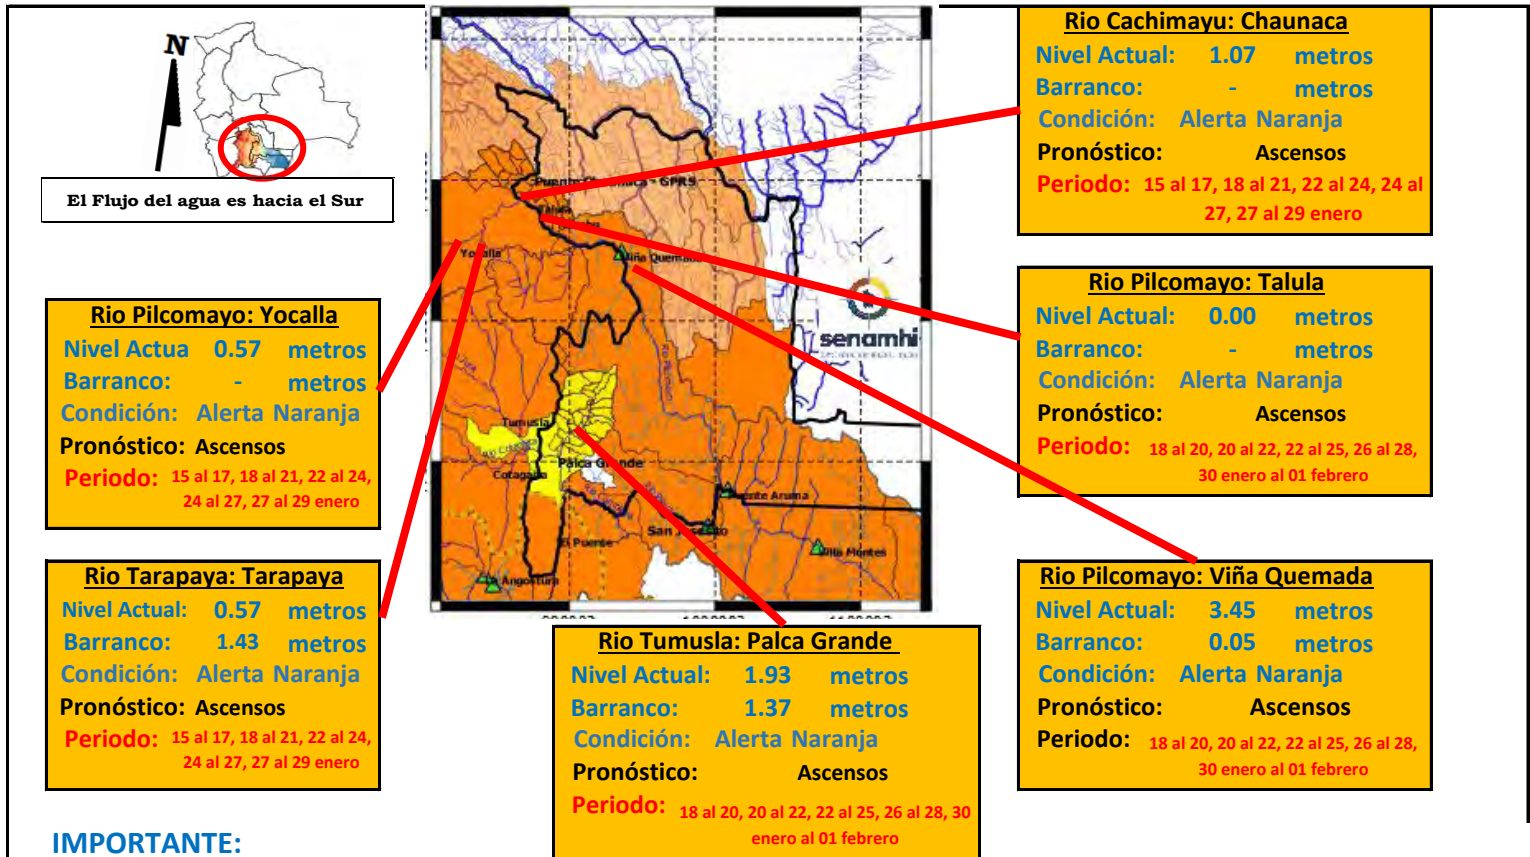 N
El Flujo del agua es hacia el Sur
Rio Pilcomayo: Yocalla
Nivel Actua 0.57 metros
Barranco: - metros
Condición: Alerta Naranja
Pronóstico: Ascensos
Periodo: 15 al 17, 18 al 21, 22 al 24,
24 al 27, 27 al 29 enero
Rio Tarapaya: Tarapaya
Nivel Actual: 0.57 metros
Barranco: 1.43 metros
Condición: Alerta Naranja
Pronóstico: Ascensos
Periodo: 15 al 17, 18 al 21, 22 al 24,
24 al 27, 27 al 29 enero
IMPORTANTE:
Puente
GPRS
Talula
Yocalla
Viña Quemada
senamhi
Tumusla
Palca Grande
Cotagaita
Puente Aruma
San Josecito
El Puente
Villa Montes
Angostura
Rio Tumusla: Palca Grande
Nivel Actual: 1.93 metros
Barranco: 1.37 metros
Condición: Alerta Naranja
Pronóstico: Ascensos
Periodo: 18 al 20, 20 al 22, 22 al 25, 26 al 28, 30
enero al 01 febrero
Rio Cachimayu: Chaunaca
Nivel Actual: 1.07 metros
Barranco: - metros
Condición: Alerta Naranja
Pronóstico: Ascensos
Periodo: 15 al 17, 18 al 21, 22 al 24, 24 al
27, 27 al 29 enero
Rio Pilcomayo: Talula
Nivel Actual: 0.00 metros
Barranco: - metros
Condición: Alerta Naranja
Pronóstico: Ascensos
Periodo: 18 al 20, 20 al 22, 22 al 25, 26 al 28,
30 enero al 01 febrero
Rio Pilcomayo: Viña Quemada
Nivel Actual: 3.45 metros
Barranco: 0.05 metros
Condición: Alerta Naranja
Pronóstico: Ascensos
Periodo: 18 al 20, 20 al 22, 22 al 25, 26 al 28,
30 enero al 01 febrero